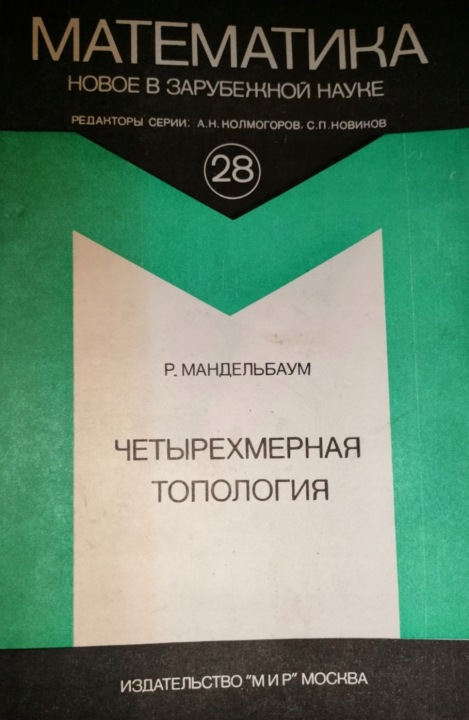 МАТЕМАТИКА
НОВОЕ В ЗАРУБЕЖНОЙ НАУКЕ
РЕДАКТОРЫ СЕРИИ: А.Н. КОЛМОГОРОВ, С.П. НОВИКОВ
28
Р. МАНДЕЛЬБАУМ
ЧЕТЫРЕХМЕРНАЯ
ТОПОЛОГИЯ
ИЗДАТЕЛЬСТВО "МИР" МОСКВА